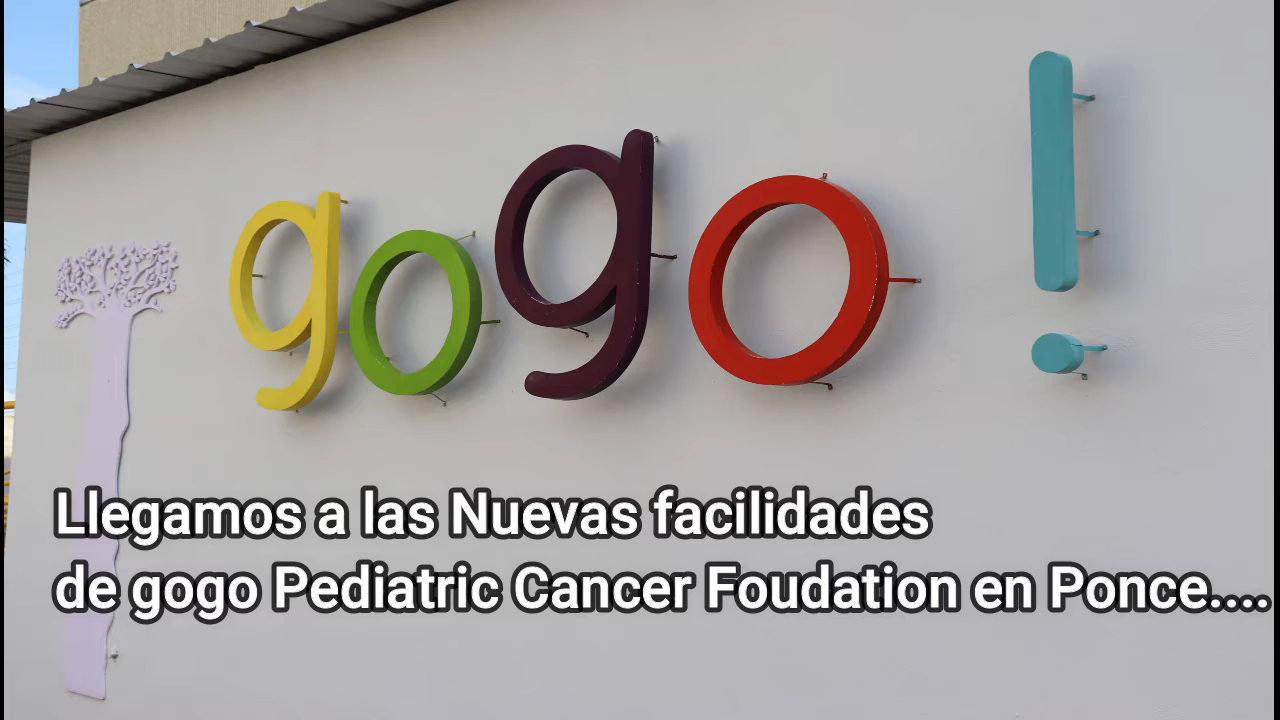 gogo!
Llegamos a las Nuevas facilidades
de gogo Pediatric Cancer Foudation en Ponce....